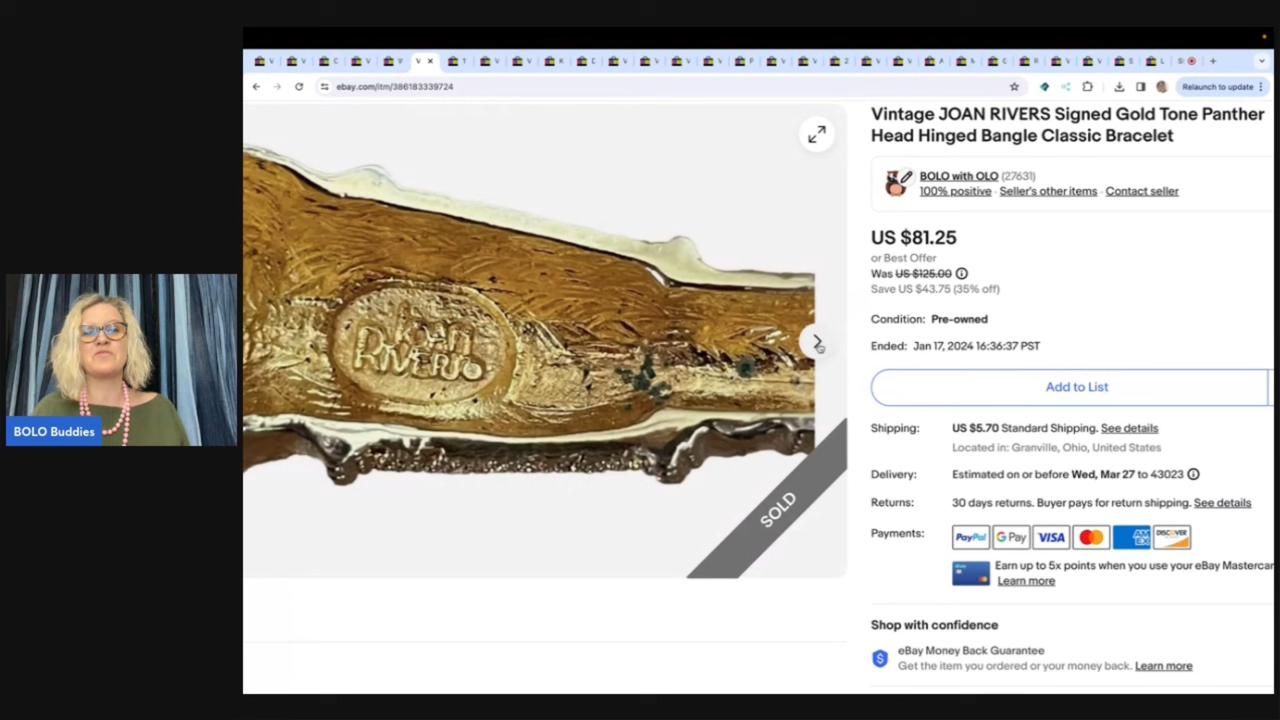 V
V
C
V
V
V
T
V
V
K
C
V
V
V
V
P
V
V
2
V
V
A
C
R
V
V
S
L
S
ebay.com/itm/386183339724
Relaunch to update
Vintage JOAN RIVERS Signed Gold Tone Panther
Head Hinged Bangle Classic Bracelet
BOLO with OLO (27631)
100% positive · Seller's other items · Contact seller
US $81.25
or Best Offer
Was US $125.00
Save US $43.75 (35% off)
Condition: Pre-owned
Ended: Jan 17, 2024 16:36:37 PST
Add to List
JOAN
RIVERS
SOLD
BOLO Buddies
Shipping: US $5.70 Standard Shipping. See details
Located in: Granville, Ohio, United States
Delivery: Estimated on or before Wed, Mar 27 to 43023
Returns: 30 days returns. Buyer pays for return shipping. See details
Payments: PayPal G Pay VISA MasterCard AM EX DISCOVER
Earn up to 5x points when you use your eBay Mastercar
Learn more
Shop with confidence
eBay Money Back Guarantee
Get the item you ordered or your money back. Learn more